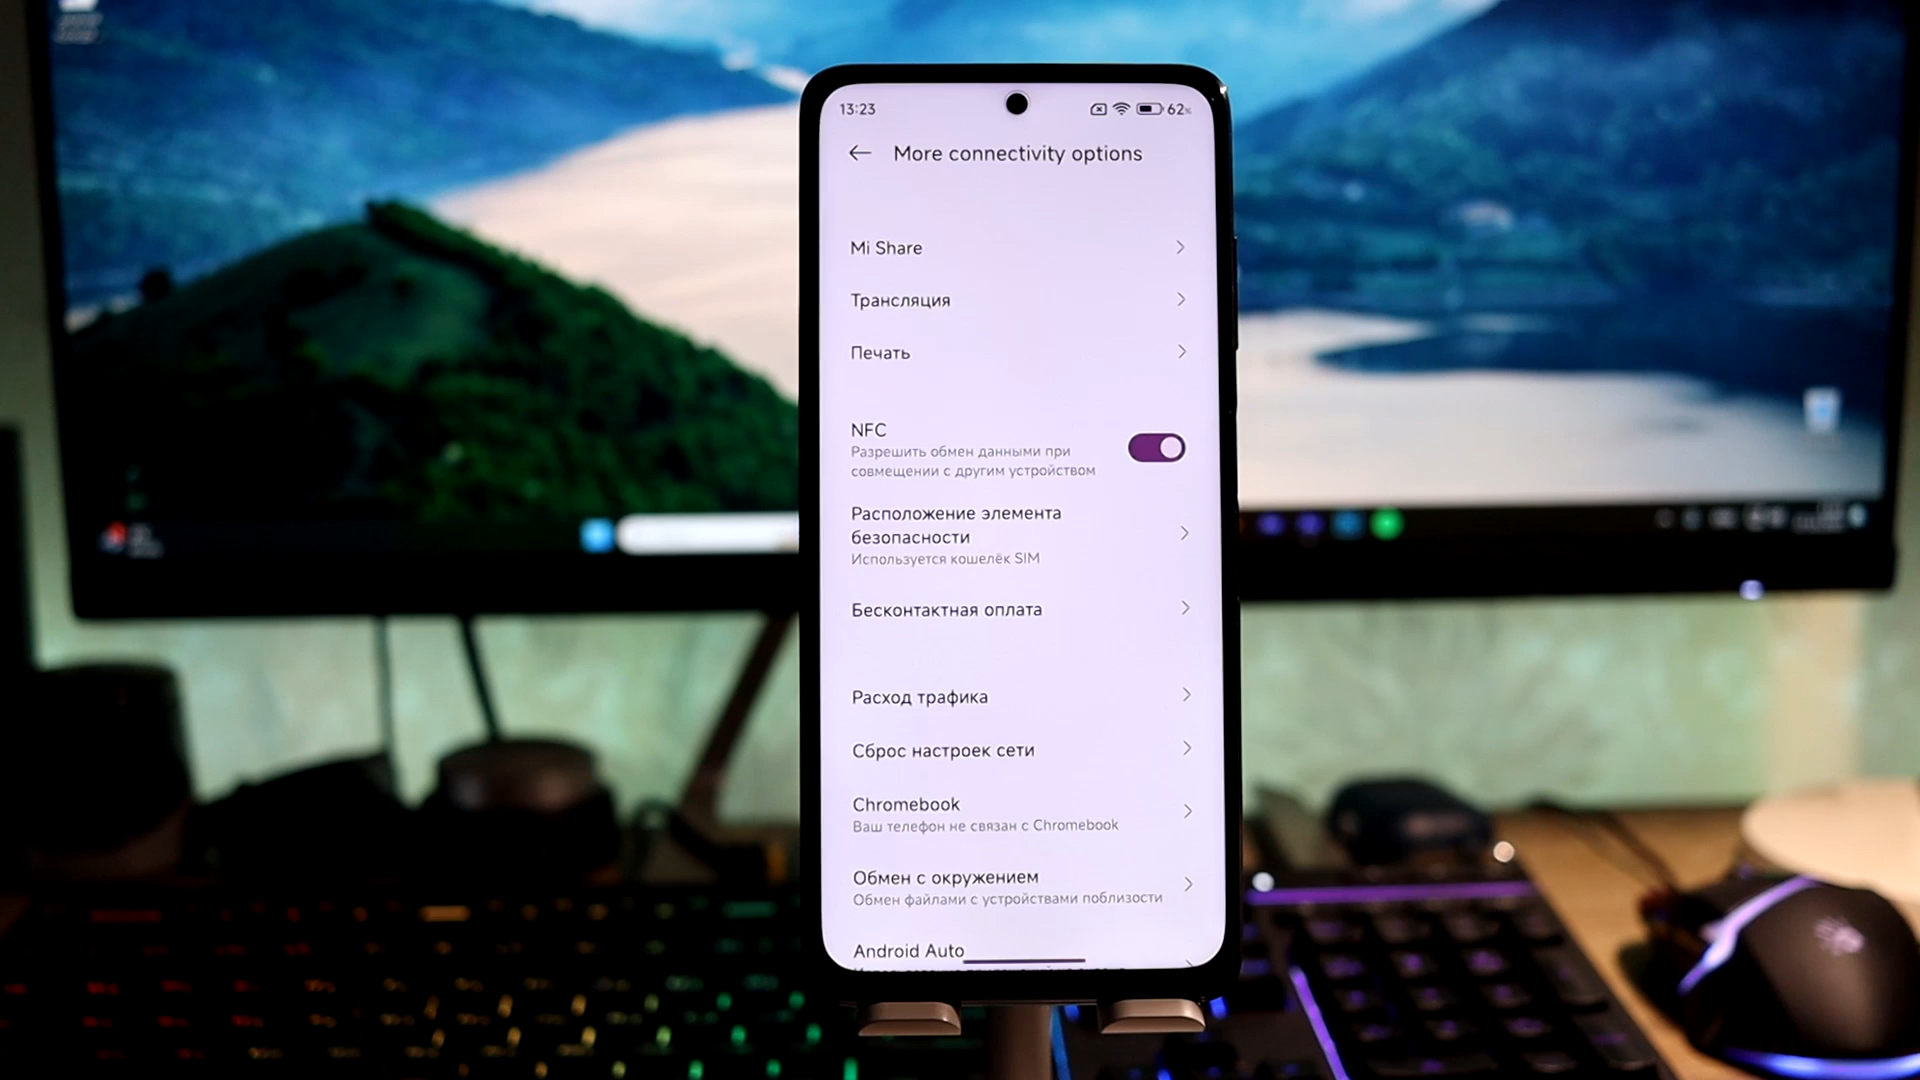 13:23
62%
More connectivity options
Mi Share
Трансляция
Печать
NFC
Разрешить обмен данными при
совмещении с другим устройством
Расположение элемента
безопасности
Используется кошелёк SIM
Бесконтактная оплата
Расход трафика
Сброс настроек сети
Chromebook
Ваш телефон не связан с Chromebook
Обмен с окружением
Обмен файлами с устройствами поблизости
Android Auto